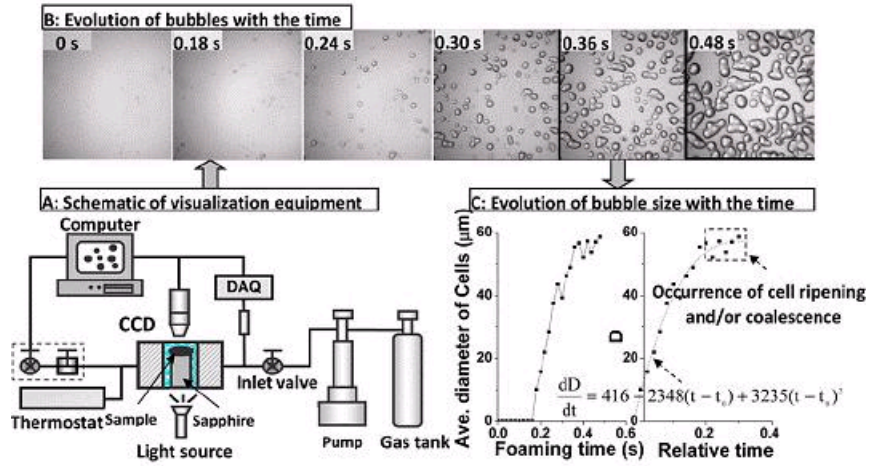 B: Evolution of bubbles with the time
0 s
0.18 s
0.24 s
0.30 s
0.36 s
0.48 s
A: Schematic of visualization equipment
Computer
DAQ
CCD
Inlet valve
Thermostat
Sample
Sapphire
Light source
Pump
Gas tank
C: Evolution of bubble size with the time
Ave. diameter of Cells (μm)
60
40
20
0
0.0 0.2 0.4 0.6
Foaming time (s)
D
60
40
20
0
0.2 0.4
Relative time
Occurrence of cell ripening
and/or coalescence
dD/dt = 416 − 2348(t − t₀) + 3235(t − t₀)²